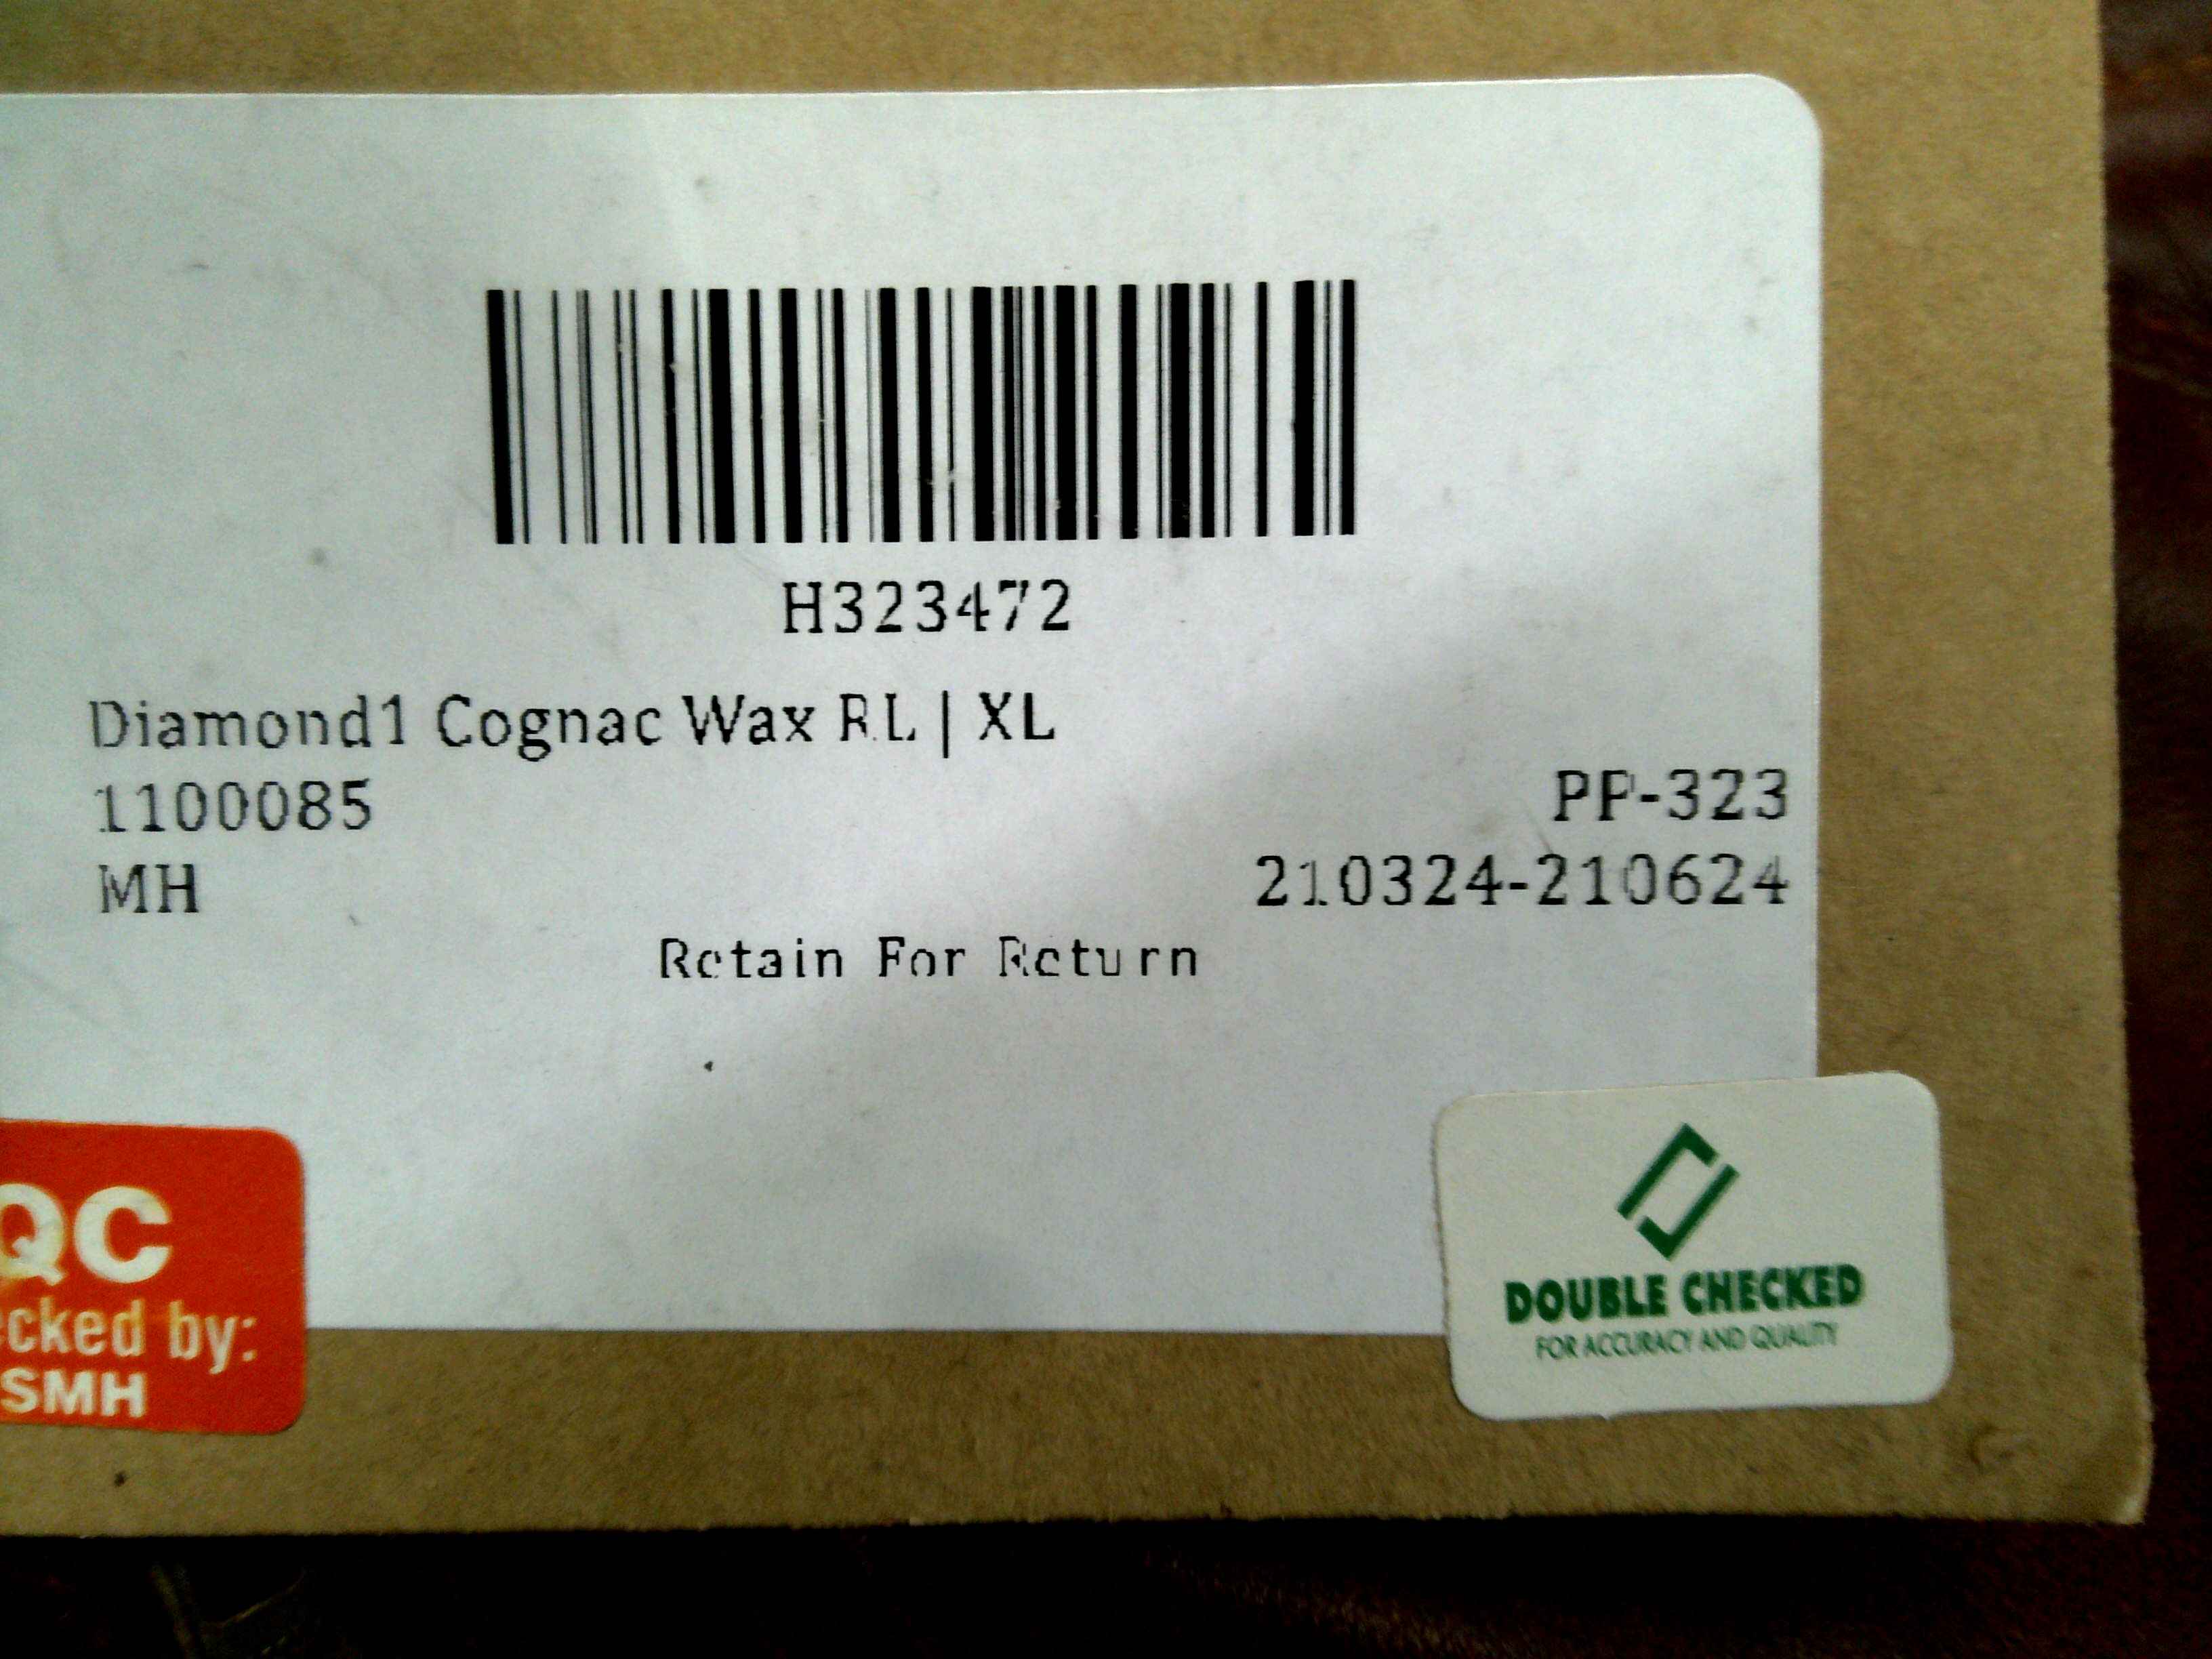 H323472
Diamond1 Cognac Wax RL | XL
1100085
PP-323
MH
210324-210624
Retain For Return
QC
ecked by:
SMH
DOUBLE CHECKED
FOR ACCURACY AND QUALITY